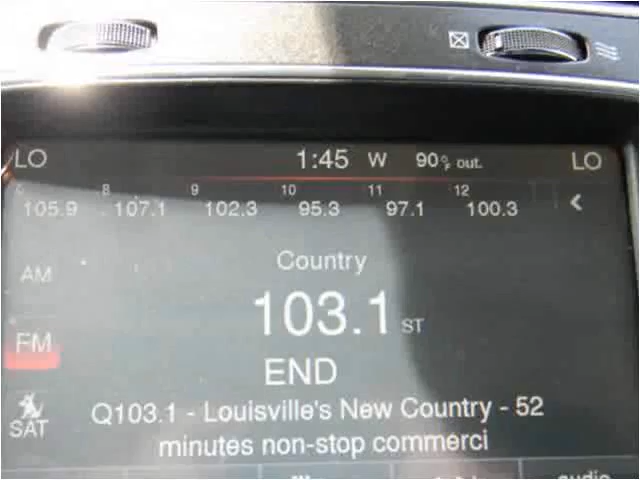 LO 1:45 W 90°F out. LO
8 9 10 11 12
105.9 107.1 102.3 95.3 97.1 100.3
Country
AM
103.1 ST
FM
END
Q103.1 - Louisville's New Country - 52
SAT
minutes non-stop commerci
audio